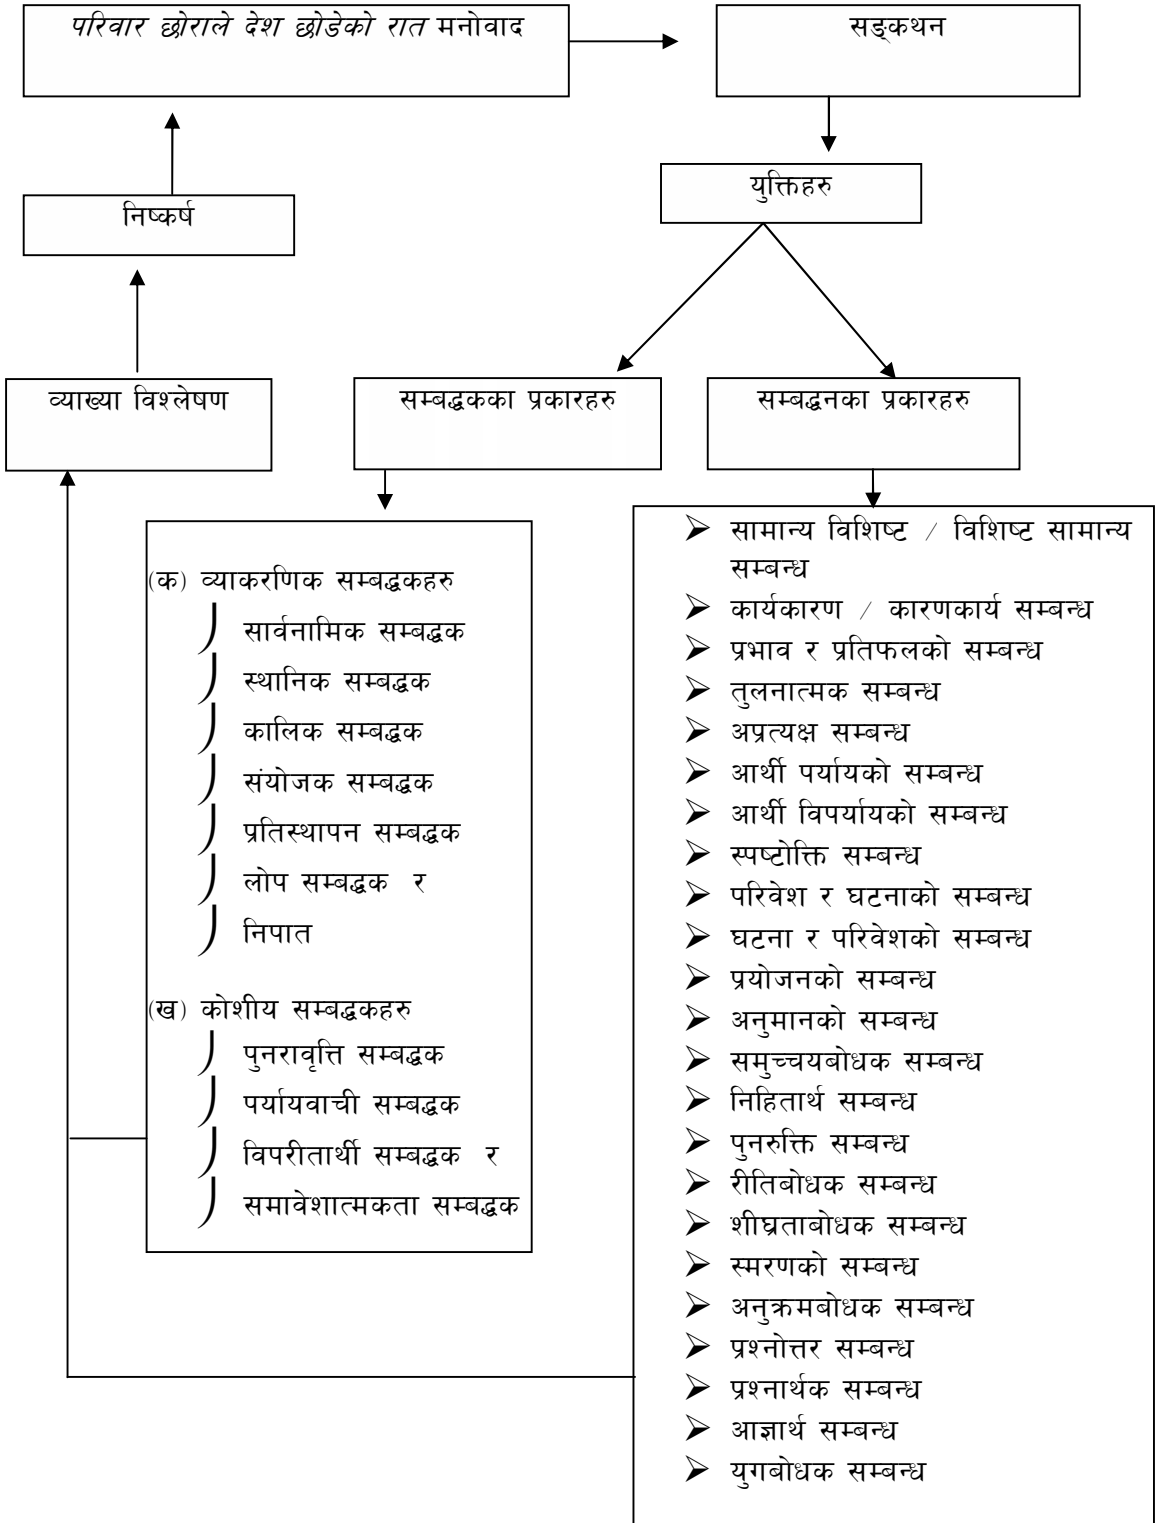 परिवार छोराले देश छोडेको रात मनोवाद
सङ्कथन
युक्तिहरु
निष्कर्ष
व्याख्या विश्लेषण
सम्बद्धकका प्रकारहरु
सम्बद्धनका प्रकारहरु
(क) व्याकरणिक सम्बद्धकहरु
सार्वनामिक सम्बद्धक
स्थानिक सम्बद्धक
कालिक सम्बद्धक
संयोजक सम्बद्धक
प्रतिस्थापन सम्बद्धक
लोप सम्बद्धक र
निपात
(ख) कोशीय सम्बद्धकहरु
पुनरावृत्ति सम्बद्धक
पर्यायवाची सम्बद्धक
विपरीतार्थी सम्बद्धक र
समावेशात्मकता सम्बद्धक
➢ सामान्य विशिष्ट / विशिष्ट सामान्य
सम्बन्ध
➢ कार्यकारण / कारणकार्य सम्बन्ध
➢ प्रभाव र प्रतिफलको सम्बन्ध
➢ तुलनात्मक सम्बन्ध
➢ अप्रत्यक्ष सम्बन्ध
➢ आर्थी पर्यायको सम्बन्ध
➢ आर्थी विपर्यायको सम्बन्ध
➢ स्पष्टोक्ति सम्बन्ध
➢ परिवेश र घटनाको सम्बन्ध
➢ घटना र परिवेशको सम्बन्ध
➢ प्रयोजनको सम्बन्ध
➢ अनुमानको सम्बन्ध
➢ समुच्चयबोधक सम्बन्ध
➢ निहितार्थ सम्बन्ध
➢ पुनरुक्ति सम्बन्ध
➢ रीतिबोधक सम्बन्ध
➢ शीघ्रताबोधक सम्बन्ध
➢ स्मरणको सम्बन्ध
➢ अनुक्रमबोधक सम्बन्ध
➢ प्रश्नोत्तर सम्बन्ध
➢ प्रश्नार्थक सम्बन्ध
➢ आज्ञार्थ सम्बन्ध
➢ युगबोधक सम्बन्ध